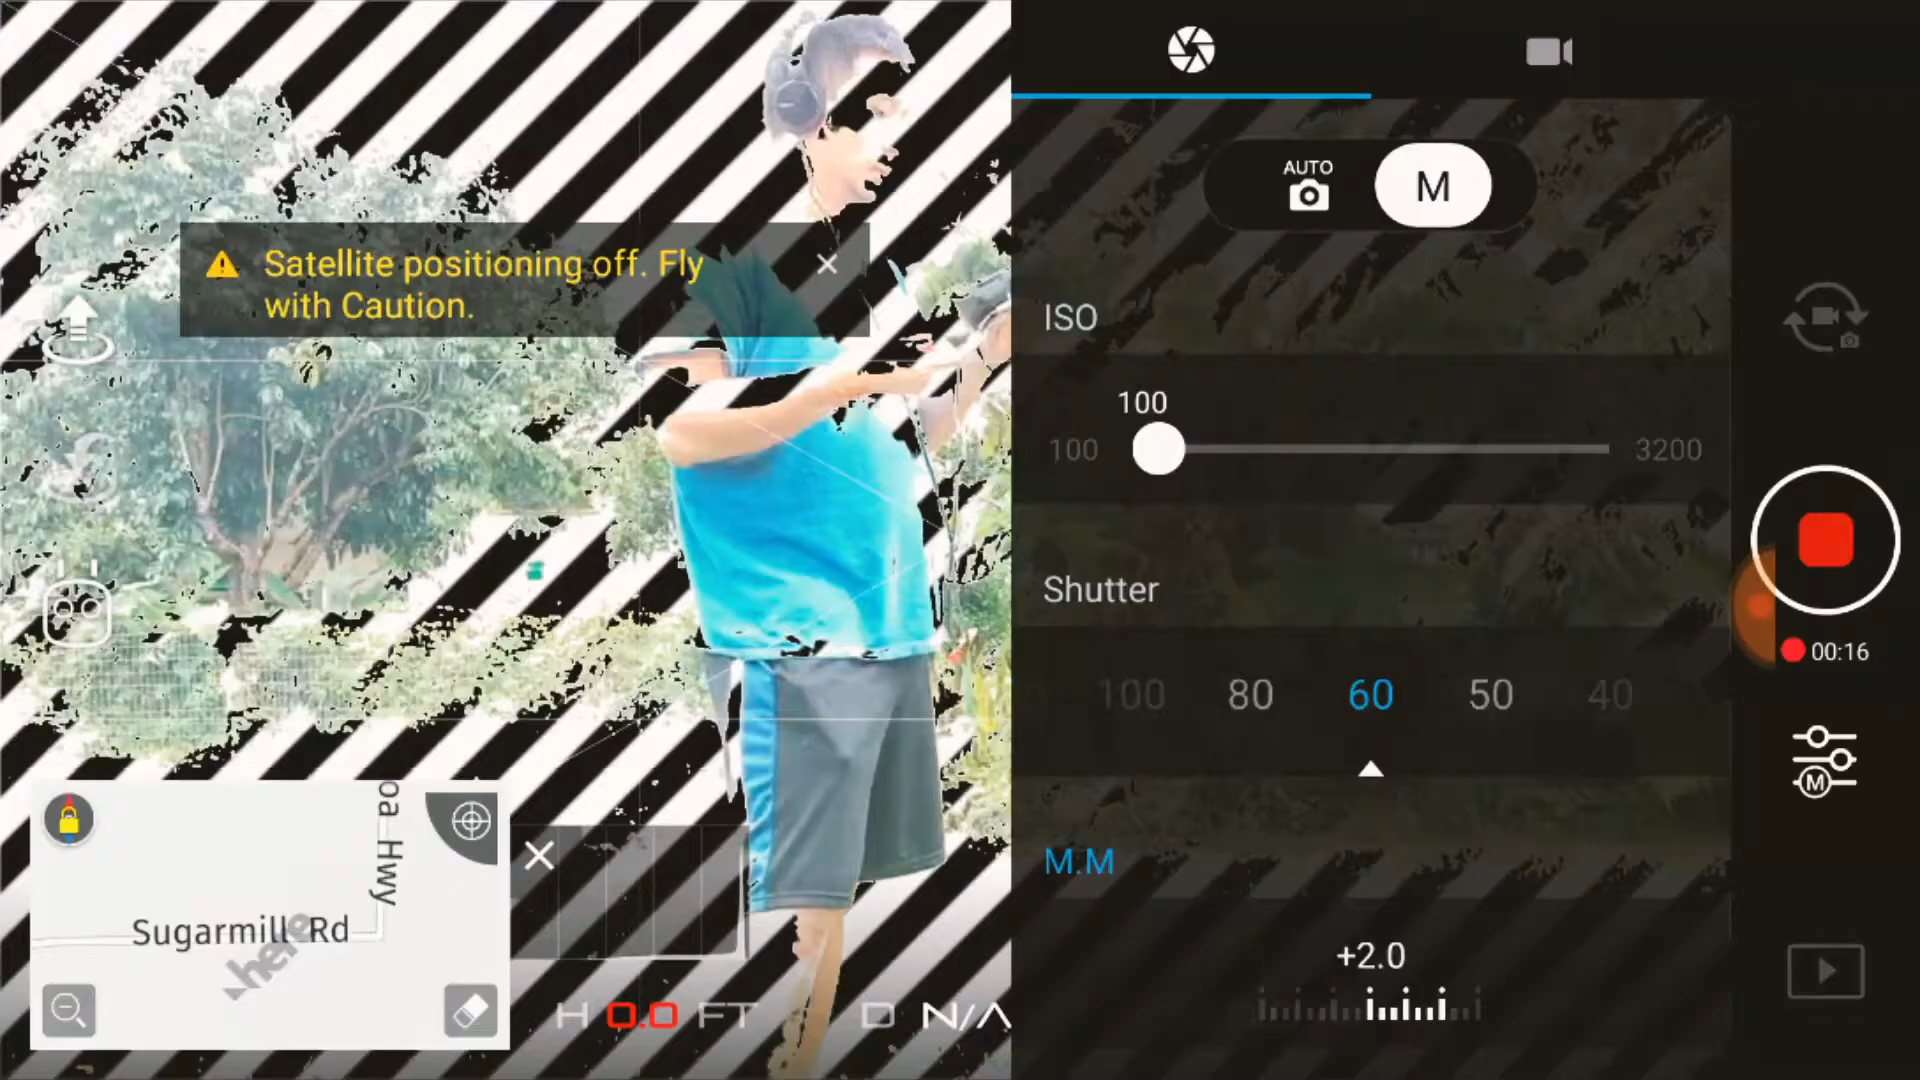 Satellite positioning off. Fly
with Caution.
oa Hwy
Sugarmill Rd
here
H 0.0 FT D N/A
AUTO
M
ISO
100
100 3200
Shutter
100 80 60 50 40
M.M
+2.0
00:16
M